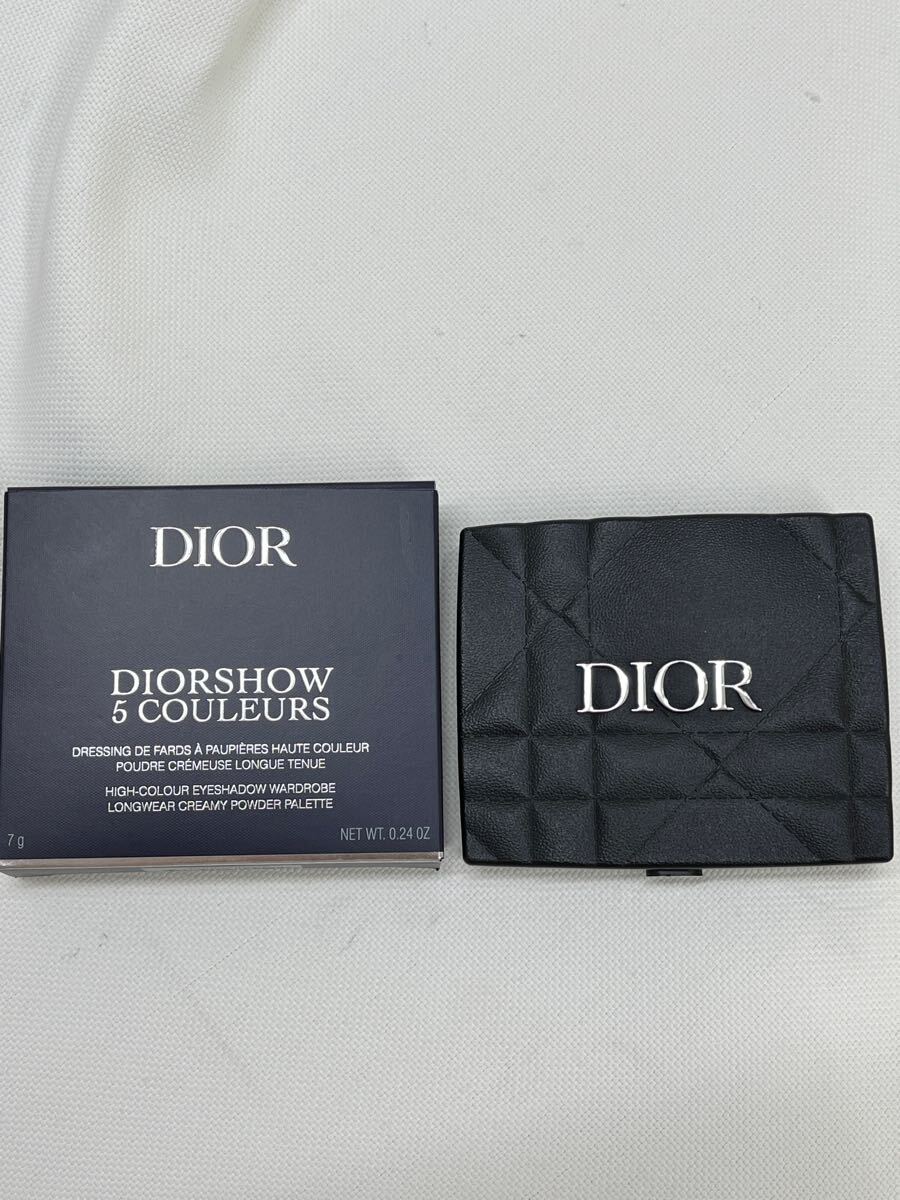 DIOR
DIORSHOW
5 COULEURS
DRESSING DE FARDS À PAUPIÈRES HAUTE COULEUR
POUDRE CRÉMEUSE LONGUE TENUE
HIGH-COLOUR EYESHADOW WARDROBE
LONGWEAR CREAMY POWDER PALETTE
7 g
NET WT. 0.24 OZ
DIOR